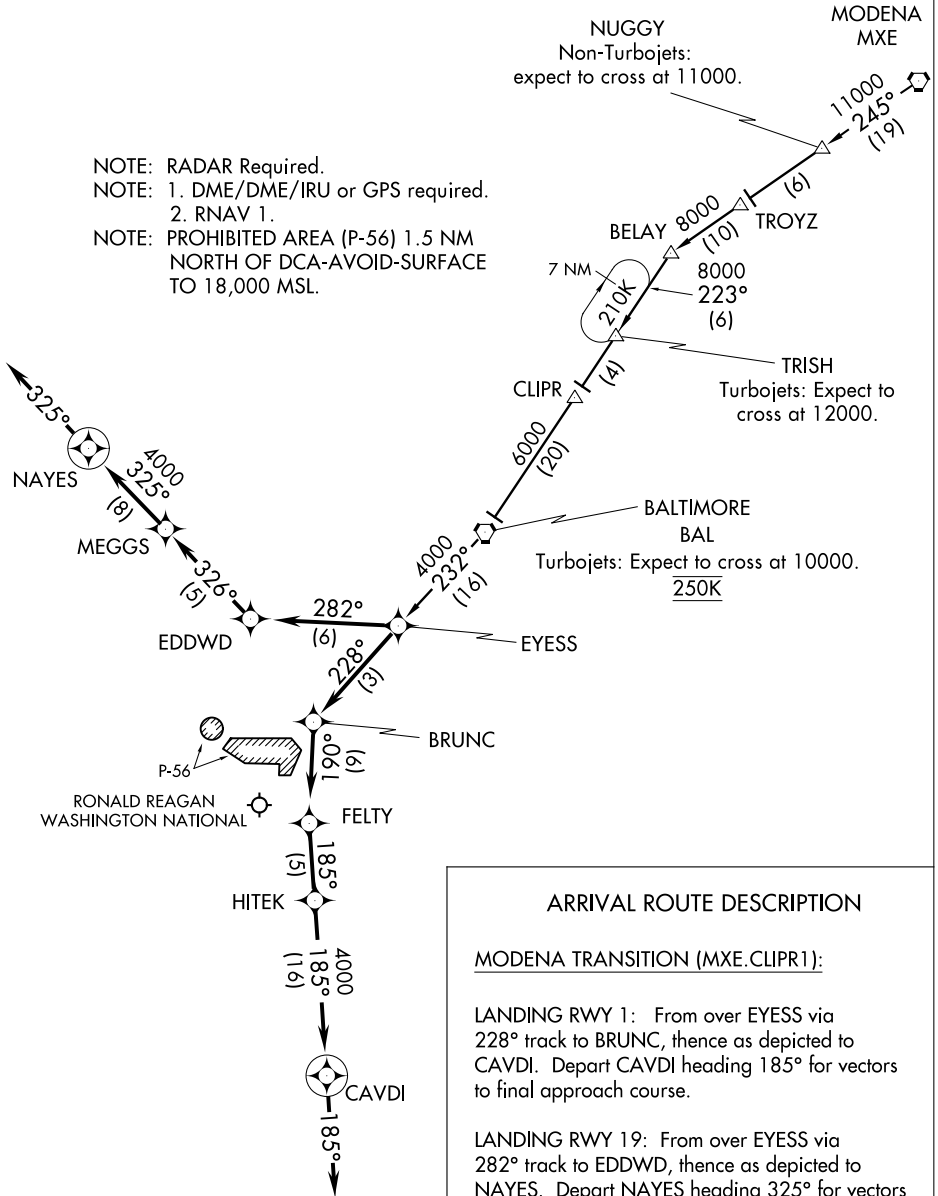 MODENA
MXE
NUGGY
Non-Turbojets:
expect to cross at 11000.
11000
245°
(19)
NOTE: RADAR Required.
NOTE: 1. DME/DME/IRU or GPS required.
2. RNAV 1.
NOTE: PROHIBITED AREA (P-56) 1.5 NM
NORTH OF DCA-AVOID-SURFACE
TO 18,000 MSL.
(6)
TROYZ
8000
(10)
BELAY
7 NM
210K
8000
223°
(6)
TRISH
Turbojets: Expect to
cross at 12000.
(4)
CLIPR
6000
(20)
325°
NAYES
4000
325°
(8)
MEGGS
BALTIMORE
BAL
Turbojets: Expect to cross at 10000.
250K
4000
232°
(16)
326°
(5)
EDDWD
282°
(6)
EYESS
228°
(3)
BRUNC
P-56
190°
(6)
RONALD REAGAN
WASHINGTON NATIONAL
FELTY
185°
(5)
HITEK
4000
185°
(16)
CAVDI
185°
ARRIVAL ROUTE DESCRIPTION
MODENA TRANSITION (MXE.CLIPR1):
LANDING RWY 1: From over EYESS via
228° track to BRUNC, thence as depicted to
CAVDI. Depart CAVDI heading 185° for vectors
to final approach course.
LANDING RWY 19: From over EYESS via
282° track to EDDWD, thence as depicted to
NAYES. Depart NAYES heading 325° for vectors